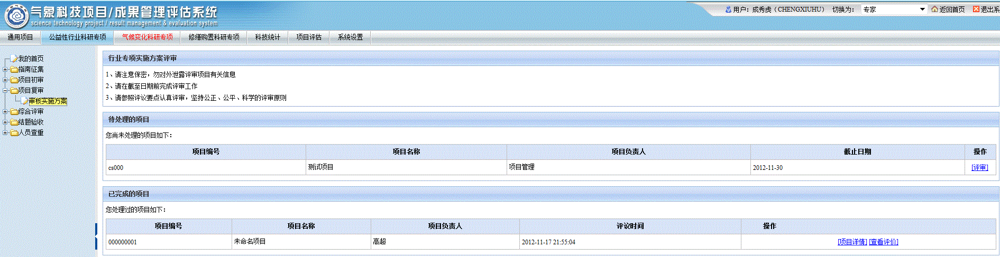 气象科技项目/成果管理评估系统
science technology project / result management & evaluation system
用户：成秀虎（CHENGXIUHU） 切换为： 专家 返回首页 退出系
通用项目 公益性行业科研专项 气候变化科研专项 修缮购置科研专项 科技统计 项目评估 系统设置
我的首页
指南征集
项目初审
项目复审
审核实施方案
综合评审
结题验收
人员查重
行业专项实施方案评审
1、请注意保密，勿对外泄露评审项目有关信息
2、请在截至日期前完成评审工作
3、请参照评议要点认真评审，坚持公正、公平、科学的评审原则
待处理的项目
您尚未处理的项目如下：
项目编号 项目名称 项目负责人 截止日期 操作
cs000 测试项目 项目管理 2012-11-30 [评审]
已完成的项目
您处理过的项目如下：
项目编号 项目名称 项目负责人 评议时间 操作
000000001 未命名项目 高超 2012-11-17 21:55:04 [项目详情] [查看评价]